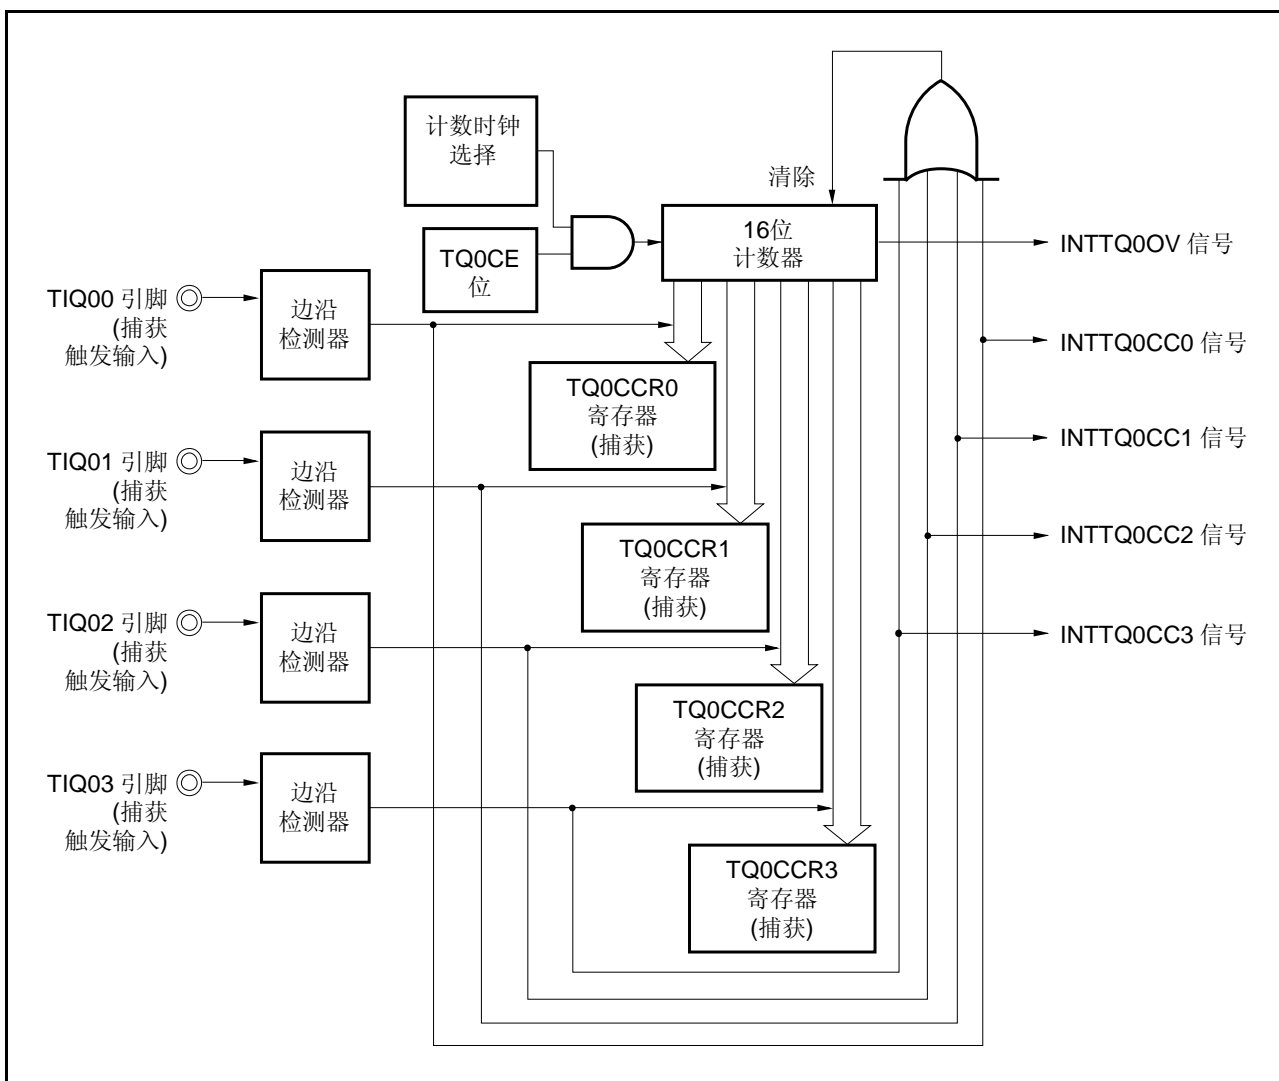 计数时钟
选择
清除
16位
计数器
TQ0CE
位
INTTQ0OV 信号
TIQ00 引脚
(捕获
触发输入)
边沿
检测器
INTTQ0CC0 信号
TQ0CCR0
寄存器
(捕获)
TIQ01 引脚
(捕获
触发输入)
边沿
检测器
INTTQ0CC1 信号
TQ0CCR1
寄存器
(捕获)
INTTQ0CC2 信号
TIQ02 引脚
(捕获
触发输入)
边沿
检测器
INTTQ0CC3 信号
TQ0CCR2
寄存器
(捕获)
TIQ03 引脚
(捕获
触发输入)
边沿
检测器
TQ0CCR3
寄存器
(捕获)